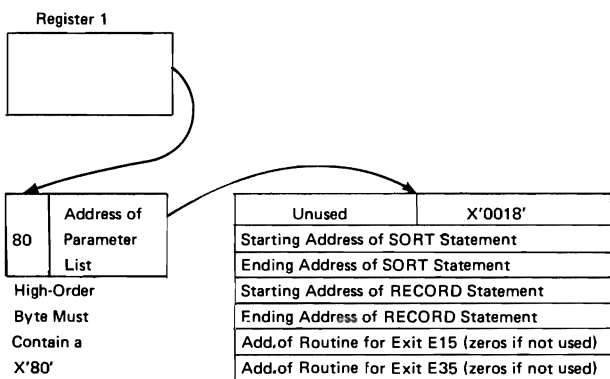 Register 1
80
Address of
Parameter
List
High-Order
Byte Must
Contain a
X'80'
Unused X'0018'
Starting Address of SORT Statement
Ending Address of SORT Statement
Starting Address of RECORD Statement
Ending Address of RECORD Statement
Add.of Routine for Exit E15 (zeros if not used)
Add.of Routine for Exit E35 (zeros if not used)